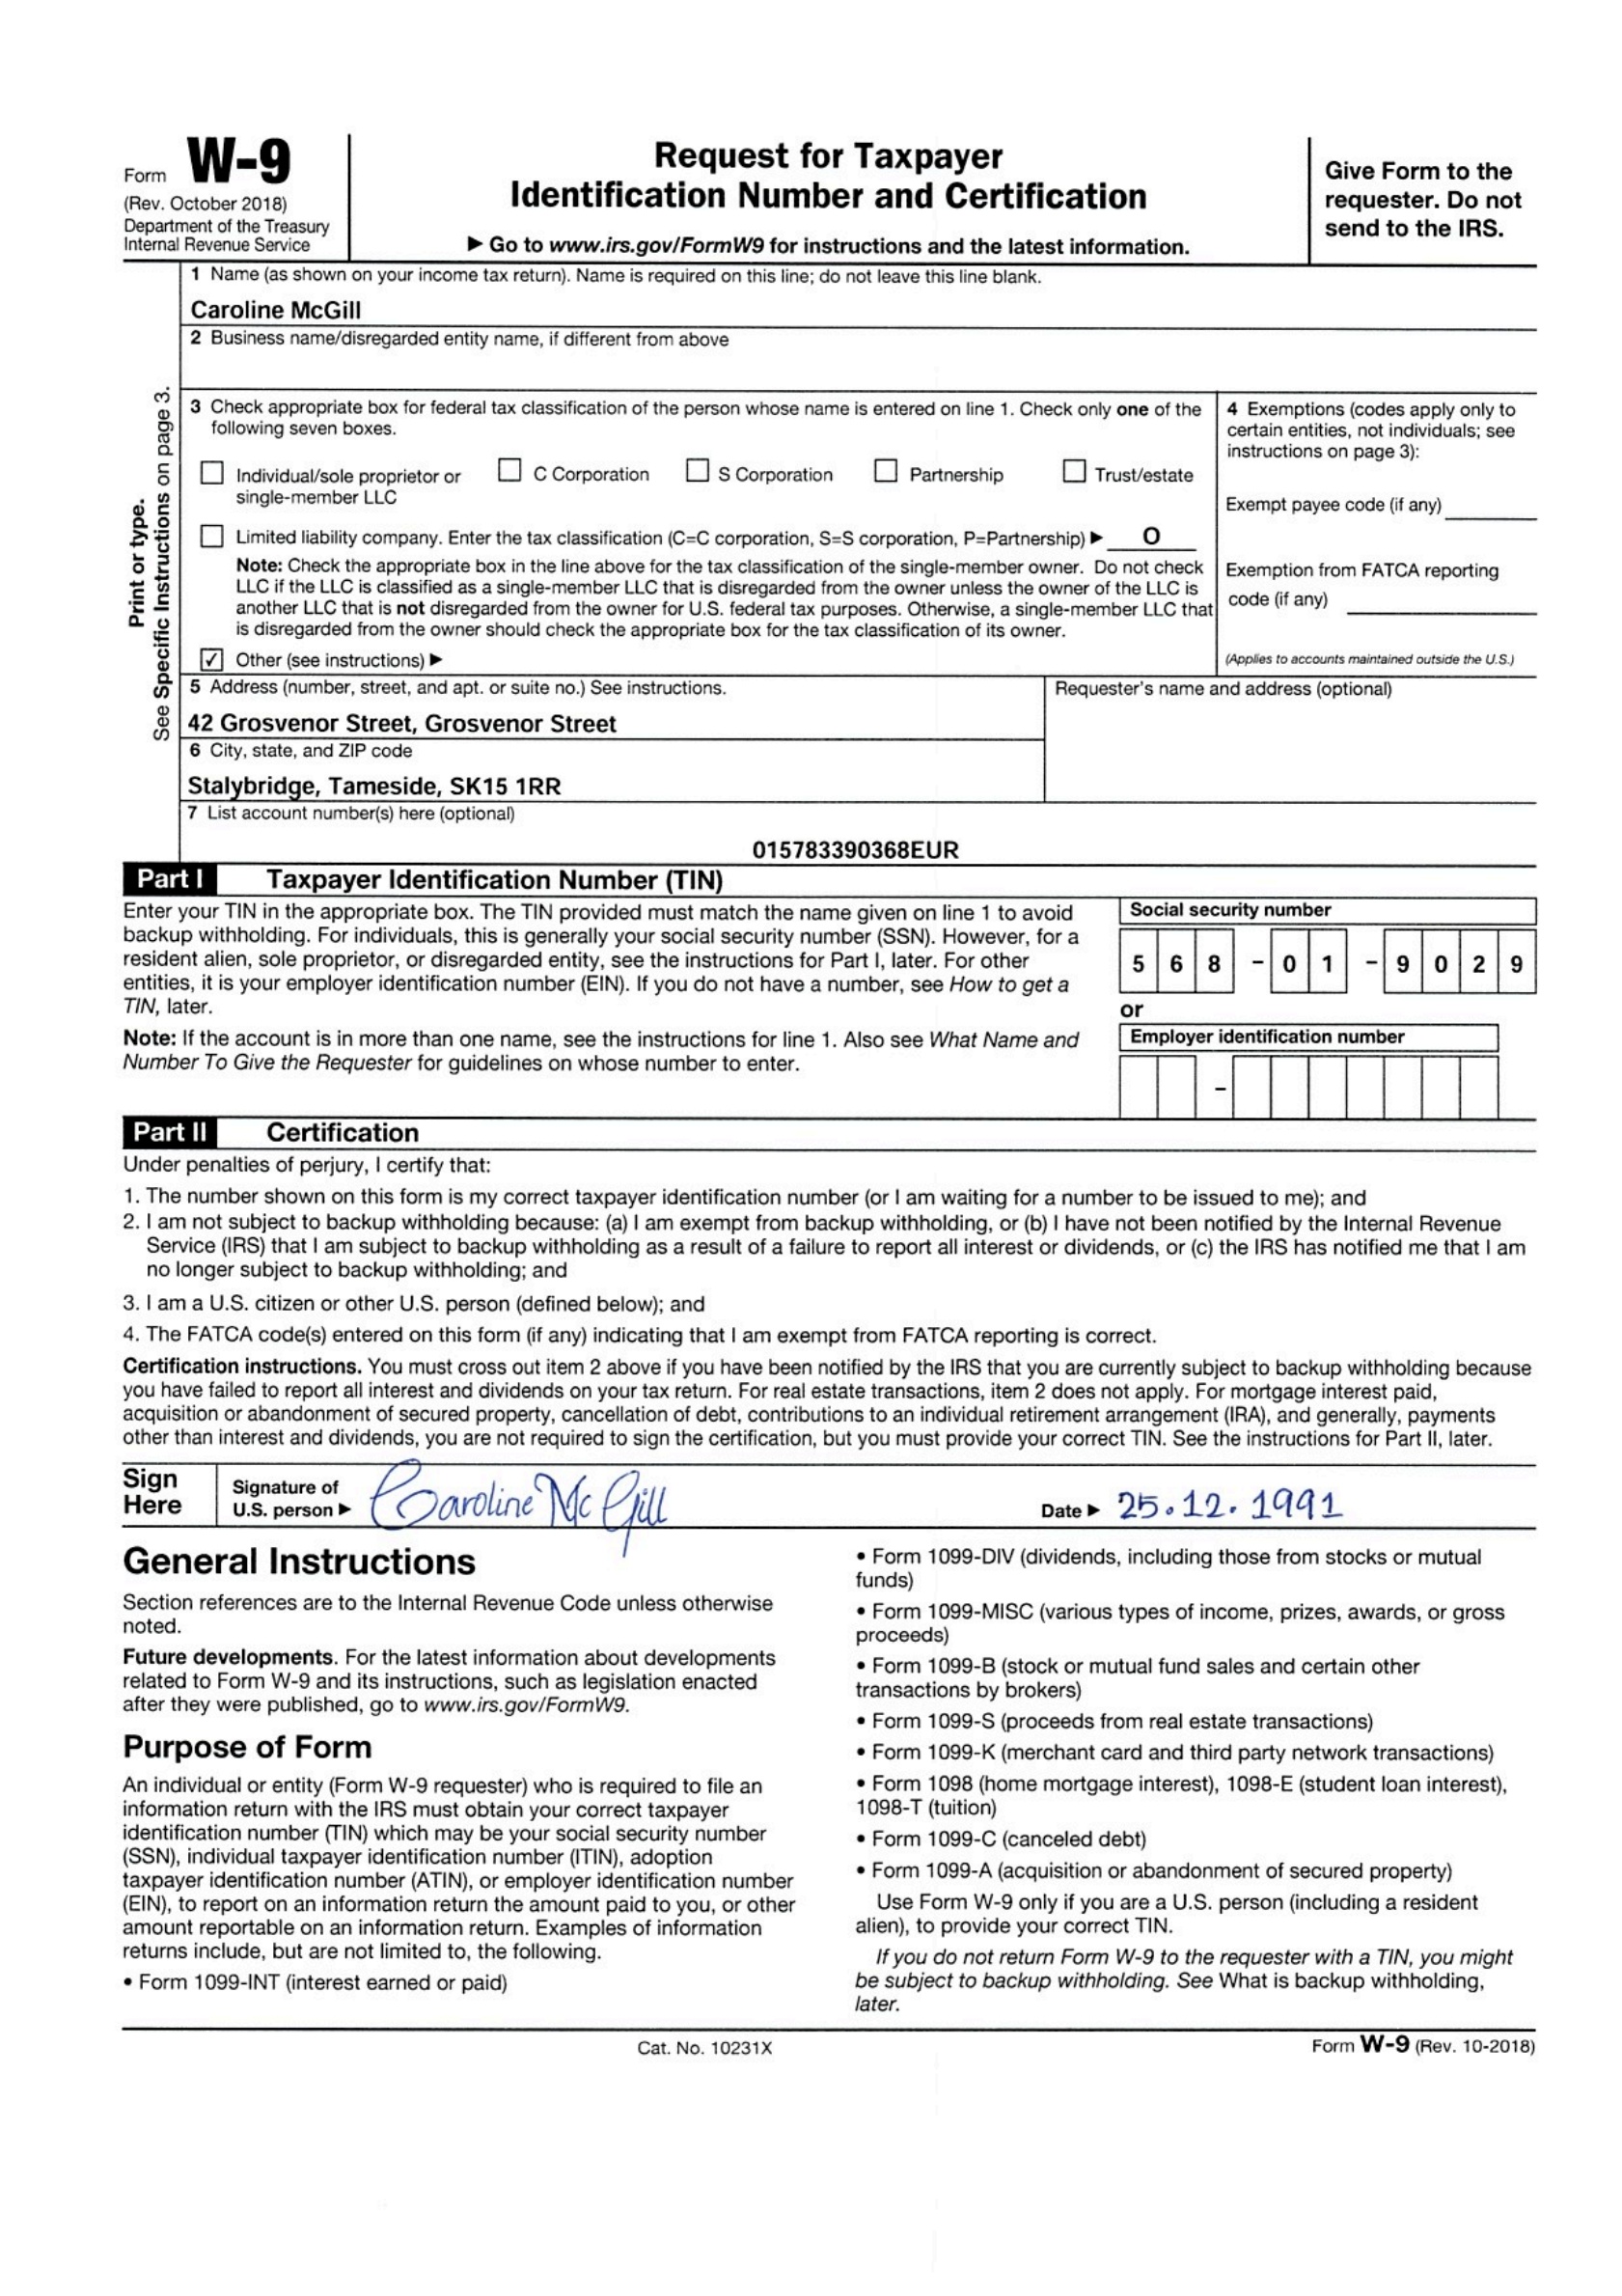 Form W-9
(Rev. October 2018)
Department of the Treasury
Internal Revenue Service
Request for Taxpayer
Identification Number and Certification
▶ Go to www.irs.gov/FormW9 for instructions and the latest information.
Give Form to the
requester. Do not
send to the IRS.
Print or type.
See Specific Instructions on page 3.
1 Name (as shown on your income tax return). Name is required on this line; do not leave this line blank.
Caroline McGill
2 Business name/disregarded entity name, if different from above
3 Check appropriate box for federal tax classification of the person whose name is entered on line 1. Check only one of the
following seven boxes.
☐ Individual/sole proprietor or
single-member LLC
☐ C Corporation ☐ S Corporation ☐ Partnership ☐ Trust/estate
☐ Limited liability company. Enter the tax classification (C=C corporation, S=S corporation, P=Partnership) ▶ O
Note: Check the appropriate box in the line above for the tax classification of the single-member owner. Do not check
LLC if the LLC is classified as a single-member LLC that is disregarded from the owner unless the owner of the LLC is
another LLC that is not disregarded from the owner for U.S. federal tax purposes. Otherwise, a single-member LLC that
is disregarded from the owner should check the appropriate box for the tax classification of its owner.
☑ Other (see instructions) ▶
4 Exemptions (codes apply only to
certain entities, not individuals; see
instructions on page 3):
Exempt payee code (if any)
Exemption from FATCA reporting
code (if any)
(Applies to accounts maintained outside the U.S.)
5 Address (number, street, and apt. or suite no.) See instructions.
42 Grosvenor Street, Grosvenor Street
6 City, state, and ZIP code
Stalybridge, Tameside, SK15 1RR
Requester's name and address (optional)
7 List account number(s) here (optional)
015783390368EUR
Part I Taxpayer Identification Number (TIN)
Enter your TIN in the appropriate box. The TIN provided must match the name given on line 1 to avoid
backup withholding. For individuals, this is generally your social security number (SSN). However, for a
resident alien, sole proprietor, or disregarded entity, see the instructions for Part I, later. For other
entities, it is your employer identification number (EIN). If you do not have a number, see How to get a
TIN, later.
Note: If the account is in more than one name, see the instructions for line 1. Also see What Name and
Number To Give the Requester for guidelines on whose number to enter.
Social security number
5 6 8 - 0 1 - 9 0 2 9
or
Employer identification number
-
Part II Certification
Under penalties of perjury, I certify that:
1. The number shown on this form is my correct taxpayer identification number (or I am waiting for a number to be issued to me); and
2. I am not subject to backup withholding because: (a) I am exempt from backup withholding, or (b) I have not been notified by the Internal Revenue
Service (IRS) that I am subject to backup withholding as a result of a failure to report all interest or dividends, or (c) the IRS has notified me that I am
no longer subject to backup withholding; and
3. I am a U.S. citizen or other U.S. person (defined below); and
4. The FATCA code(s) entered on this form (if any) indicating that I am exempt from FATCA reporting is correct.
Certification instructions. You must cross out item 2 above if you have been notified by the IRS that you are currently subject to backup withholding because
you have failed to report all interest and dividends on your tax return. For real estate transactions, item 2 does not apply. For mortgage interest paid,
acquisition or abandonment of secured property, cancellation of debt, contributions to an individual retirement arrangement (IRA), and generally, payments
other than interest and dividends, you are not required to sign the certification, but you must provide your correct TIN. See the instructions for Part II, later.
Sign
Here
Signature of
U.S. person ▶ Caroline McGill
Date ▶ 25.12.1991
General Instructions
Section references are to the Internal Revenue Code unless otherwise
noted.
Future developments. For the latest information about developments
related to Form W-9 and its instructions, such as legislation enacted
after they were published, go to www.irs.gov/FormW9.
Purpose of Form
An individual or entity (Form W-9 requester) who is required to file an
information return with the IRS must obtain your correct taxpayer
identification number (TIN) which may be your social security number
(SSN), individual taxpayer identification number (ITIN), adoption
taxpayer identification number (ATIN), or employer identification number
(EIN), to report on an information return the amount paid to you, or other
amount reportable on an information return. Examples of information
returns include, but are not limited to, the following.
• Form 1099-INT (interest earned or paid)
• Form 1099-DIV (dividends, including those from stocks or mutual
funds)
• Form 1099-MISC (various types of income, prizes, awards, or gross
proceeds)
• Form 1099-B (stock or mutual fund sales and certain other
transactions by brokers)
• Form 1099-S (proceeds from real estate transactions)
• Form 1099-K (merchant card and third party network transactions)
• Form 1098 (home mortgage interest), 1098-E (student loan interest),
1098-T (tuition)
• Form 1099-C (canceled debt)
• Form 1099-A (acquisition or abandonment of secured property)
Use Form W-9 only if you are a U.S. person (including a resident
alien), to provide your correct TIN.
If you do not return Form W-9 to the requester with a TIN, you might
be subject to backup withholding. See What is backup withholding,
later.
Cat. No. 10231X
Form W-9 (Rev. 10-2018)